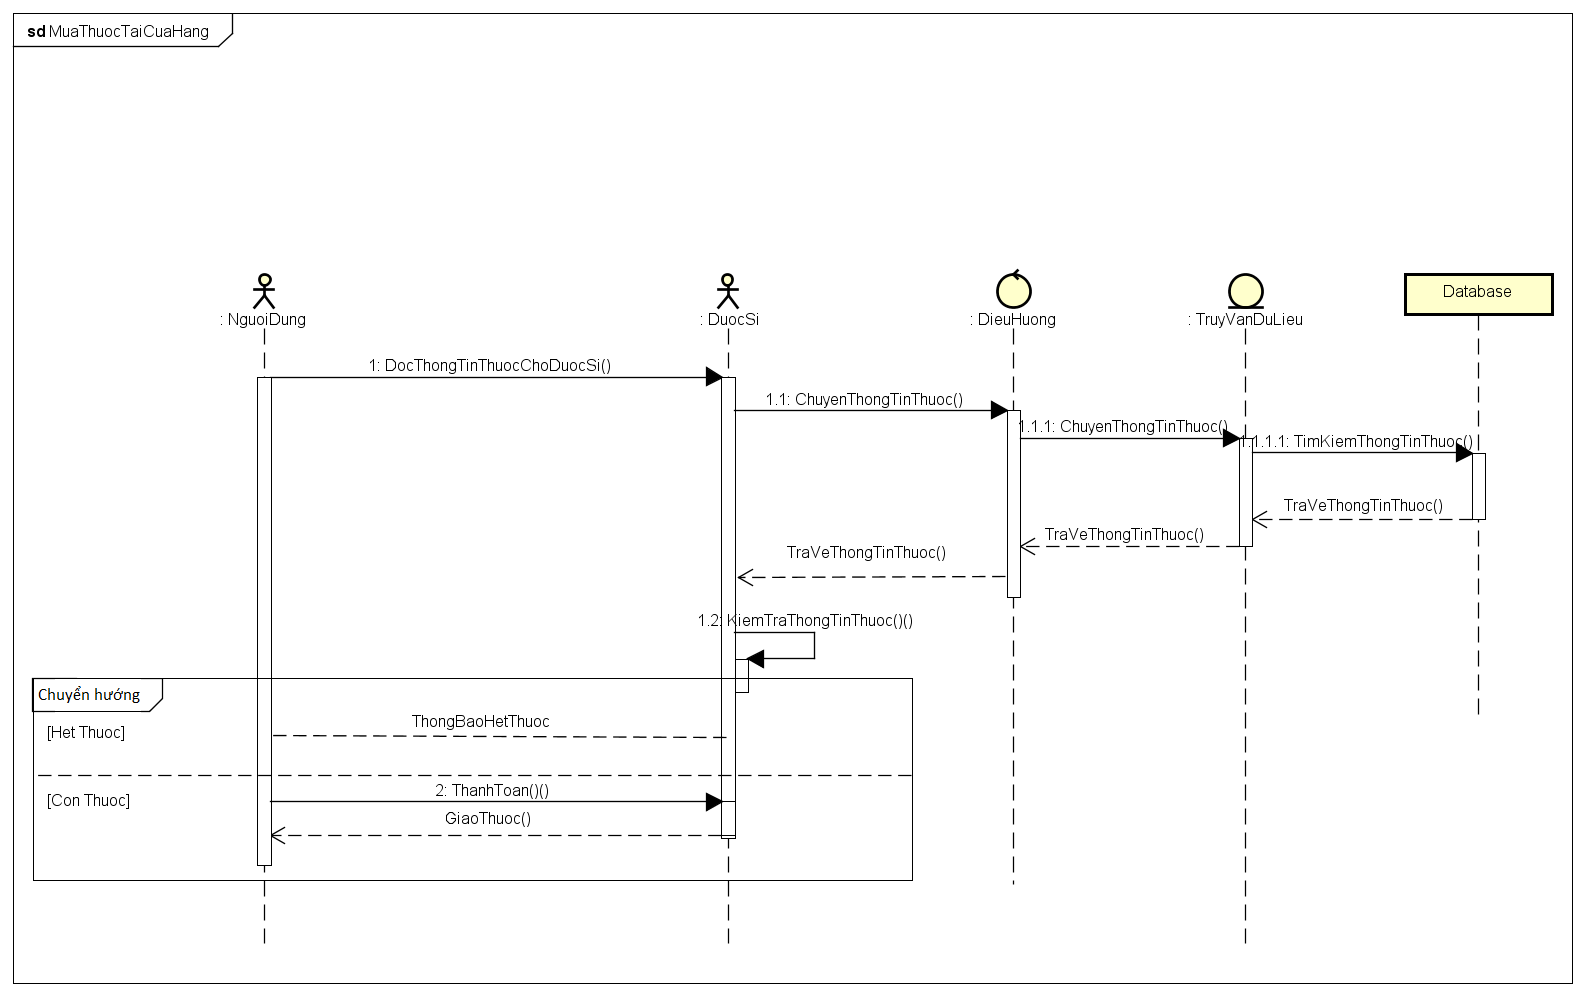 sd MuaThuocTaiCuaHang
: NguoiDung
: DuocSi
: DieuHuong
: TruyVanDuLieu
Database
1: DocThongTinThuocChoDuocSi()
1.1: ChuyenThongTinThuoc()
1.1.1: ChuyenThongTinThuoc()
1.1.1.1: TimKiemThongTinThuoc()
TraVeThongTinThuoc()
TraVeThongTinThuoc()
TraVeThongTinThuoc()
1.2: KiemTraThongTinThuoc()()
Chuyển hướng
ThongBaoHetThuoc
[Het Thuoc]
2: ThanhToan()()
[Con Thuoc]
GiaoThuoc()